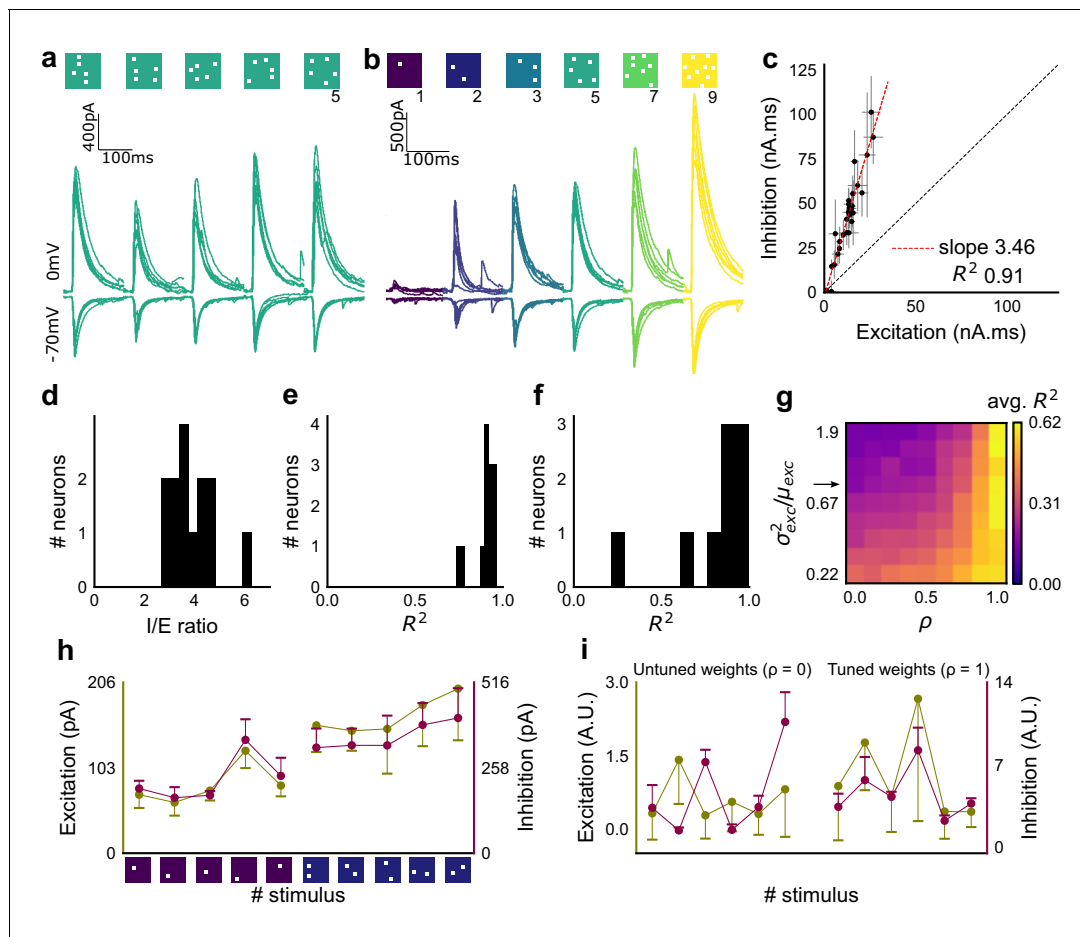 a
5
400pA
100ms
0mV
-70mV
b
1 2 3 5 7 9
500pA
100ms
c
Inhibition (nA.ms)
125
100
75
50
25
0
0 50 100
Excitation (nA.ms)
slope 3.46
R² 0.91
d
# neurons
2
0
0 2 4 6
I/E ratio
e
# neurons
4
3
2
1
0
0.0 0.5 1.0
R²
f
# neurons
3
2
1
0
0.0 0.5 1.0
R²
g
avg. R²
σ²exc/μexc
1.9
0.67
0.22
0.0 0.5 1.0
ρ
0.62
0.31
0.00
h
Excitation (pA)
206
103
0
516
258
0
Inhibition (pA)
# stimulus
i
Untuned weights (ρ = 0) Tuned weights (ρ = 1)
Excitation (A.U.)
3.0
1.5
0.0
14
7
0
Inhibition (A.U.)
# stimulus